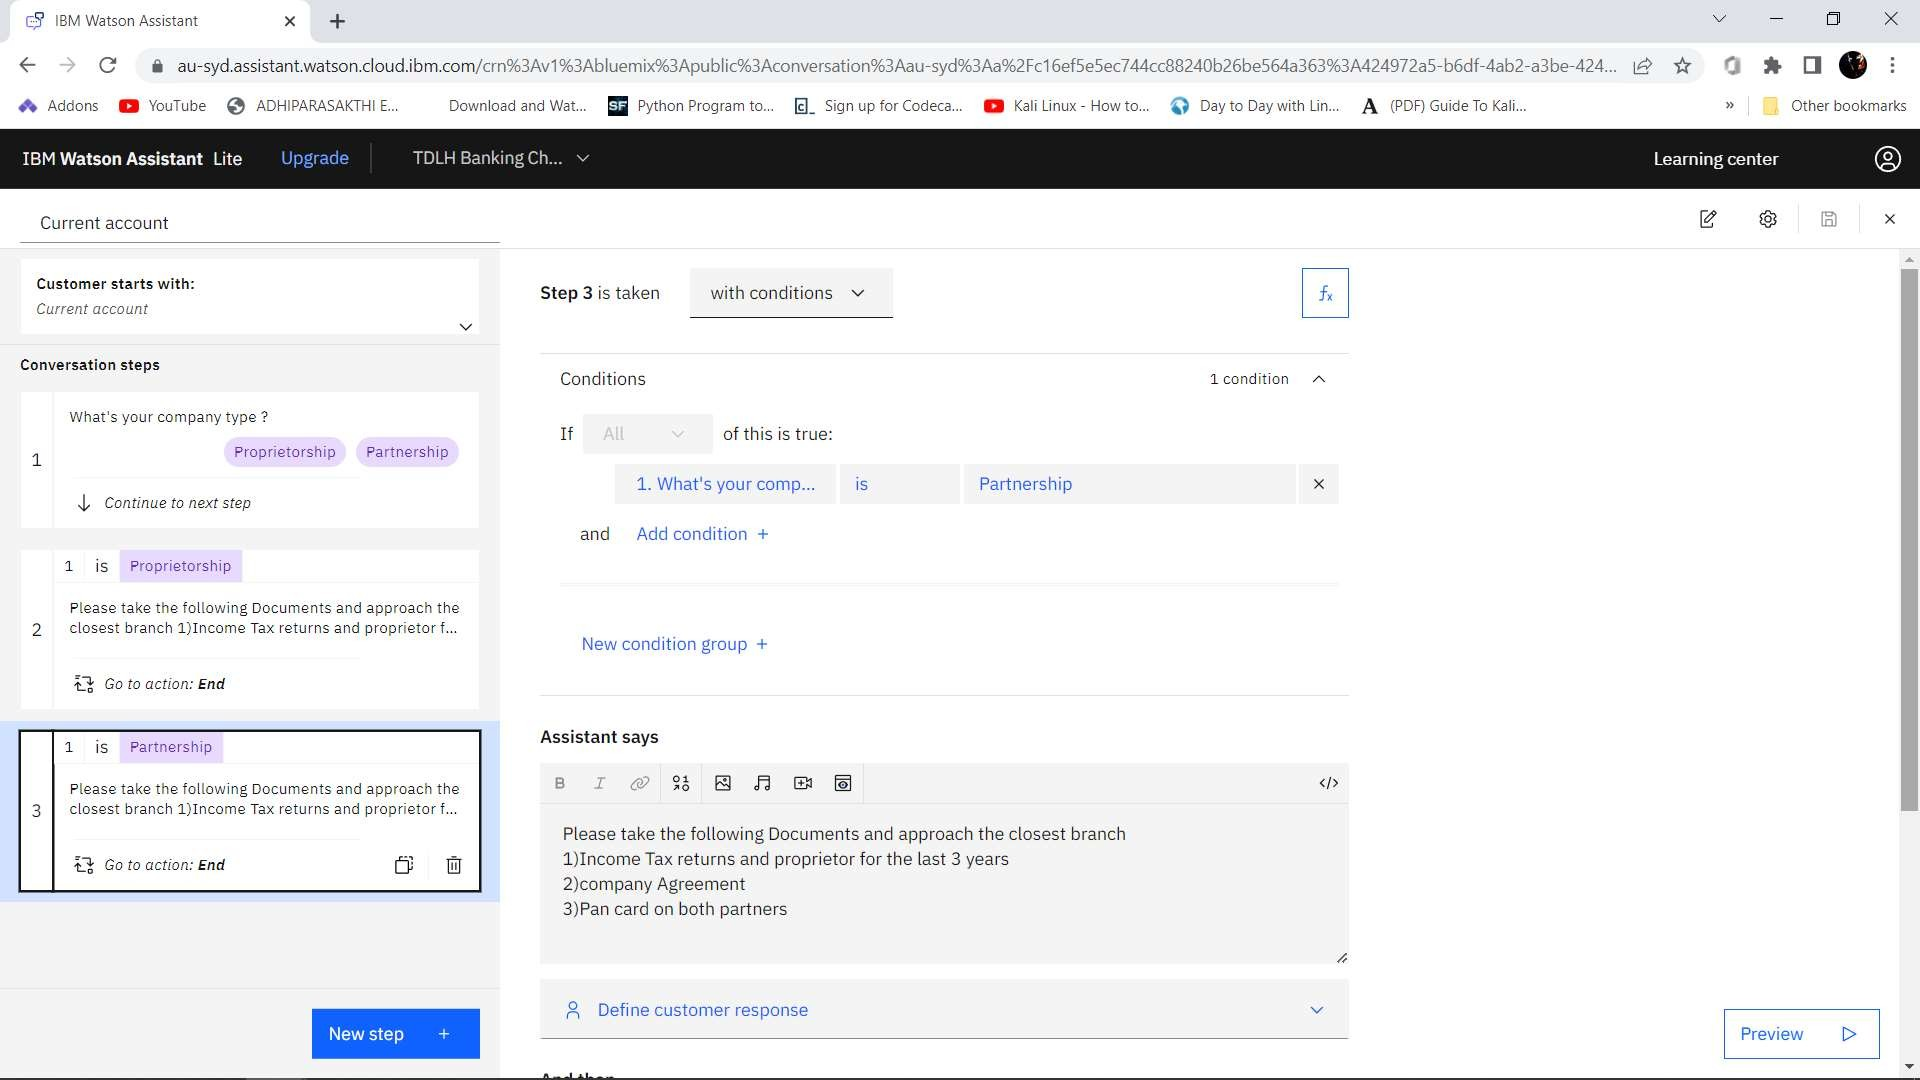 IBM Watson Assistant
au-syd.assistant.watson.cloud.ibm.com/crn%3Av1%3Abluemix%3Apublic%3Aconversation%3Aau-syd%3Aa%2Fc16ef5e5ec744cc88240b26be564a363%3A424972a5-b6df-4ab2-a3be-424...
Addons YouTube ADHIPARASAKTHI E... Download and Wat... SF Python Program to... c_ Sign up for Codeca... Kali Linux - How to... Day to Day with Lin... A (PDF) Guide To Kali... » Other bookmarks
IBM Watson Assistant Lite Upgrade TDLH Banking Ch... Learning center
Current account
Customer starts with:
Current account
Conversation steps
1
What's your company type ?
Proprietorship Partnership
Continue to next step
2
1 is Proprietorship
Please take the following Documents and approach the
closest branch 1)Income Tax returns and proprietor f...
Go to action: End
3
1 is Partnership
Please take the following Documents and approach the
closest branch 1)Income Tax returns and proprietor f...
Go to action: End
New step +
Step 3 is taken with conditions fx
Conditions 1 condition
If All of this is true:
1. What's your comp... is Partnership
and Add condition +
New condition group +
Assistant says
B I </>
Please take the following Documents and approach the closest branch
1)Income Tax returns and proprietor for the last 3 years
2)company Agreement
3)Pan card on both partners
Define customer response
And then
Preview